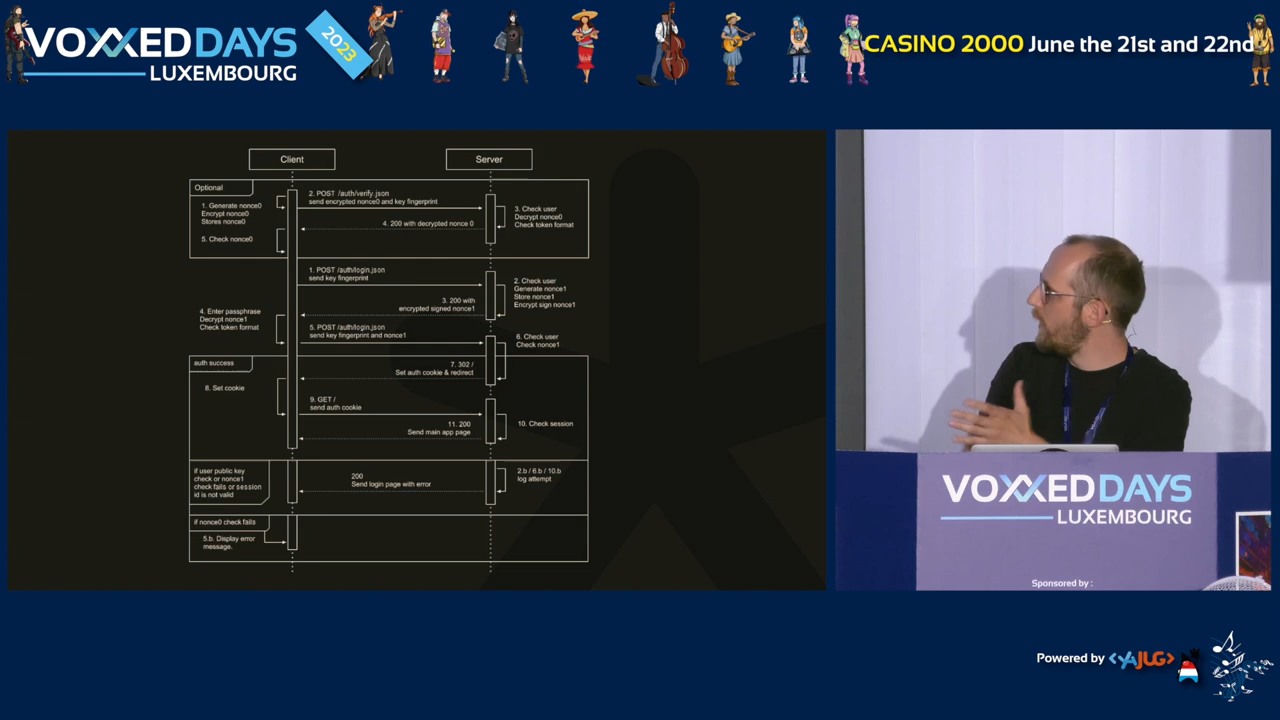 VOXXED DAYS
LUXEMBOURG
2023
CASINO 2000 June the 21st and 22nd
Client
Server
Optional
1. Generate nonce0
Encrypt nonce0
Stores nonce0
2. POST /auth/verify.json
send encrypted nonce0 and key fingerprint
3. Check user
Decrypt nonce0
Check token format
4. 200 with decrypted nonce 0
5. Check nonce0
1. POST /auth/login.json
send key fingerprint
2. Check user
Generate nonce1
Store nonce1
Encrypt sign nonce1
3. 200 with
encrypted signed nonce1
4. Enter passphrase
Decrypt nonce1
Check token format
5. POST /auth/login.json
send key fingerprint and nonce1
6. Check user
Check nonce1
auth success
7. 302 /
Set auth cookie & redirect
8. Set cookie
9. GET /
send auth cookie
10. Check session
11. 200
Send main app page
if user public key
check or nonce1
check fails or session
id is not valid
200
Send login page with error
2.b / 6.b / 10.b
log attempt
if nonce0 check fails
5.b. Display error
message.
VOXXED DAYS
LUXEMBOURG
Sponsored by :
Powered by <YAJUG>